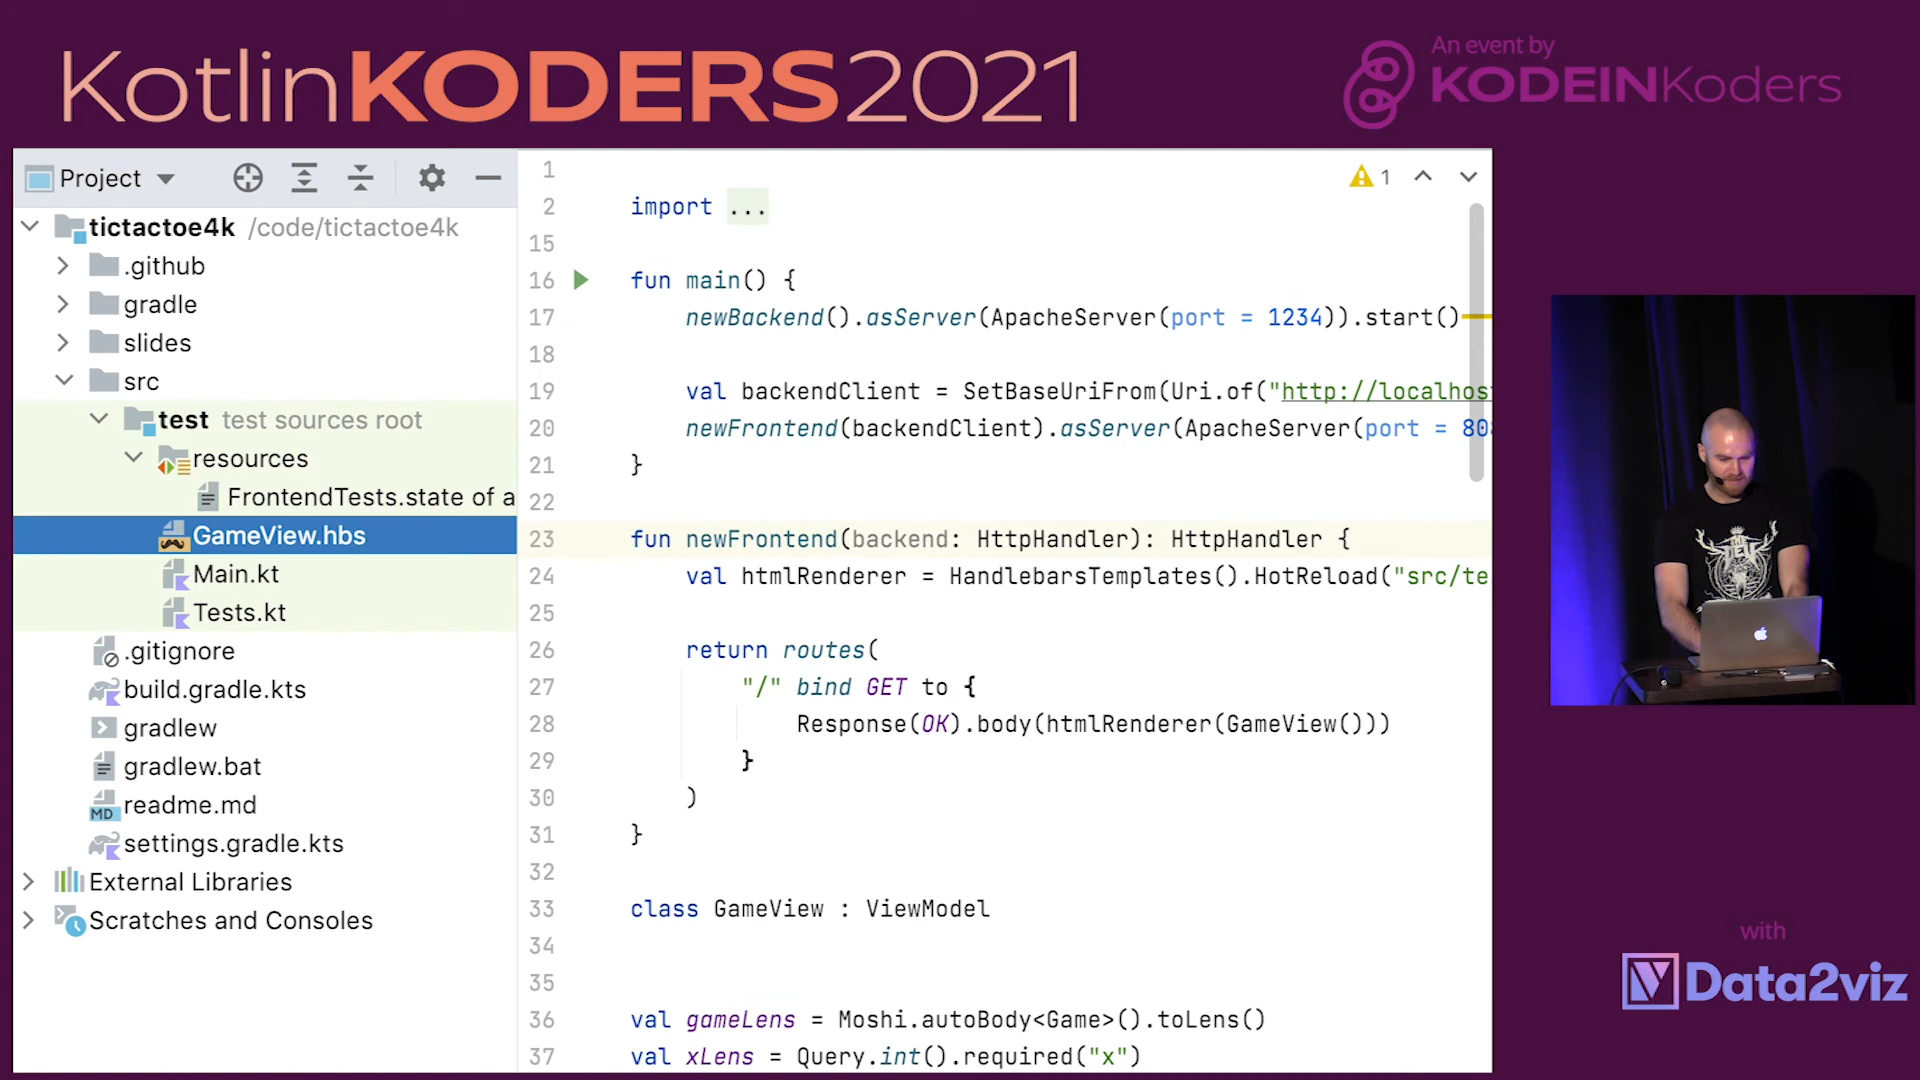 KotlinKODERS2021
An event by
KODEINKoders
Project
1
tictactoe4k /code/tictactoe4k
.github
gradle
slides
src
test test sources root
resources
FrontendTests.state of a
GameView.hbs
Main.kt
Tests.kt
.gitignore
build.gradle.kts
gradlew
gradlew.bat
MD readme.md
settings.gradle.kts
External Libraries
Scratches and Consoles
1
2 import ...
15
16 fun main() {
17 newBackend().asServer(ApacheServer(port = 1234)).start()
18
19 val backendClient = SetBaseUriFrom(Uri.of("http://localhos
20 newFrontend(backendClient).asServer(ApacheServer(port = 80
21 }
22
23 fun newFrontend(backend: HttpHandler): HttpHandler {
24 val htmlRenderer = HandlebarsTemplates().HotReload("src/te
25
26 return routes(
27 "/" bind GET to {
28 Response(OK).body(htmlRenderer(GameView()))
29 }
30 )
31 }
32
33 class GameView : ViewModel
34
35
36 val gameLens = Moshi.autoBody<Game>().toLens()
37 val xLens = Query.int().required("x")
with
Data2viz